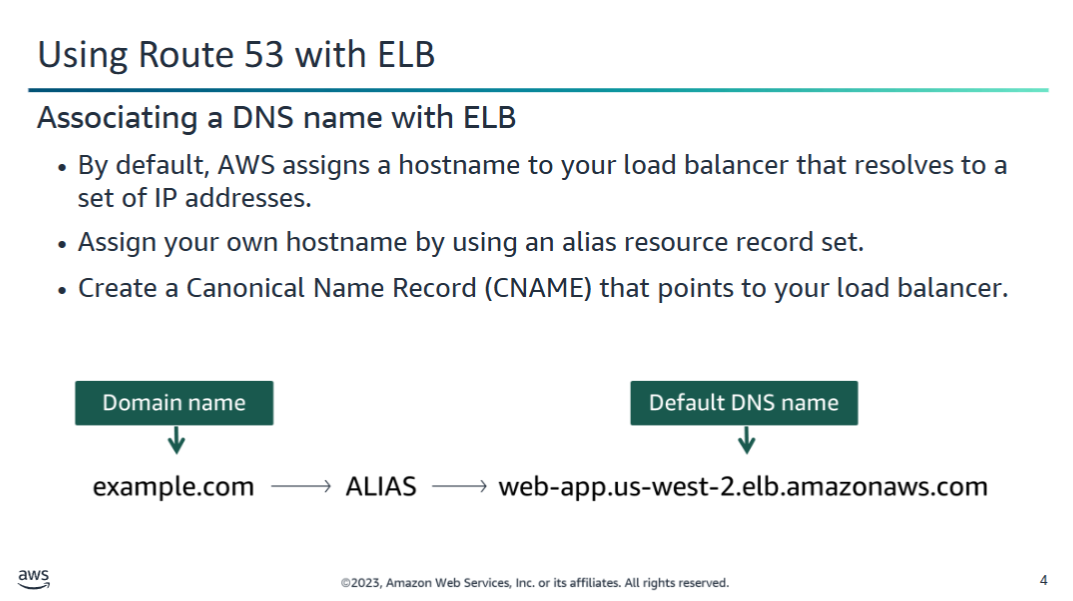 Using Route 53 with ELB
Associating a DNS name with ELB
• By default, AWS assigns a hostname to your load balancer that resolves to a
set of IP addresses.
• Assign your own hostname by using an alias resource record set.
• Create a Canonical Name Record (CNAME) that points to your load balancer.
Domain name
Default DNS name
example.com
ALIAS
web-app.us-west-2.elb.amazonaws.com
aws
©2023, Amazon Web Services, Inc. or its affiliates. All rights reserved.
4